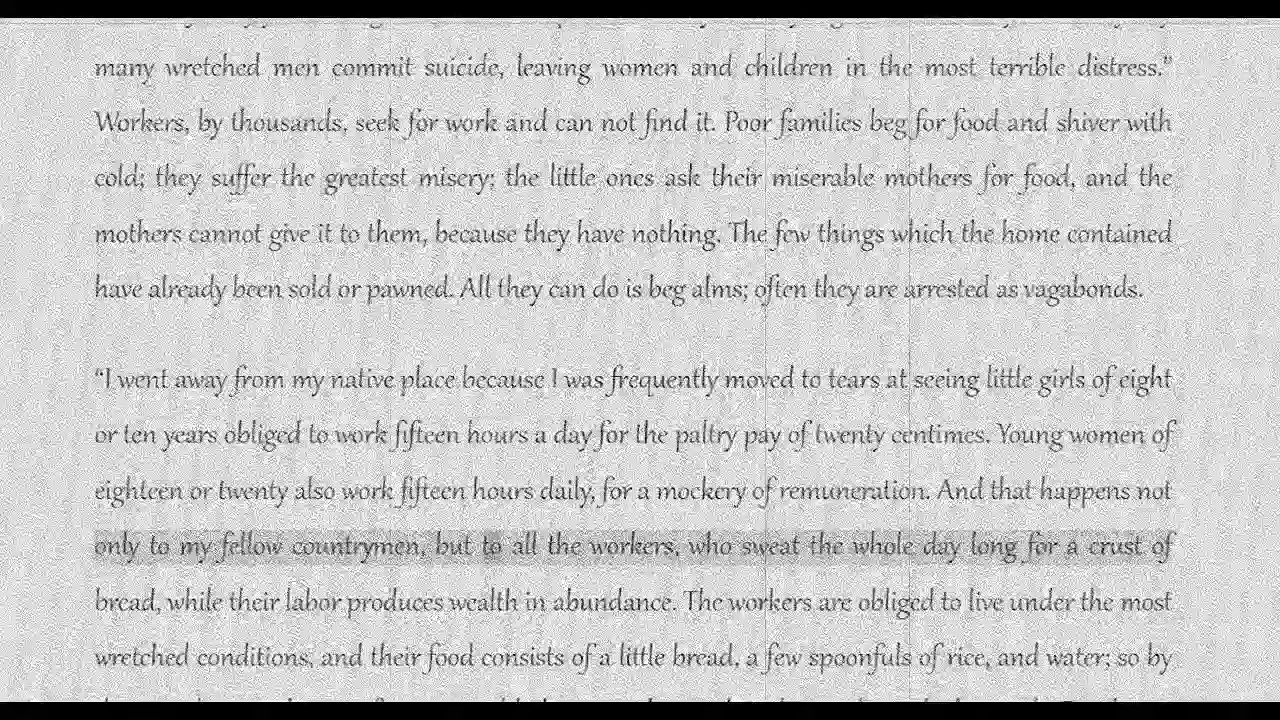 many wretched men commit suicide, leaving women and children in the most terrible distress.”
Workers, by thousands, seek for work and can not find it. Poor families beg for food and shiver with
cold; they suffer the greatest misery; the little ones ask their miserable mothers for food, and the
mothers cannot give it to them, because they have nothing. The few things which the home contained
have already been sold or pawned. All they can do is beg alms; often they are arrested as vagabonds.
“I went away from my native place because I was frequently moved to tears at seeing little girls of eight
or ten years obliged to work fifteen hours a day for the paltry pay of twenty centimes. Young women of
eighteen or twenty also work fifteen hours daily, for a mockery of remuneration. And that happens not
only to my fellow countrymen, but to all the workers, who sweat the whole day long for a crust of
bread, while their labor produces wealth in abundance. The workers are obliged to live under the most
wretched conditions, and their food consists of a little bread, a few spoonfuls of rice, and water; so by